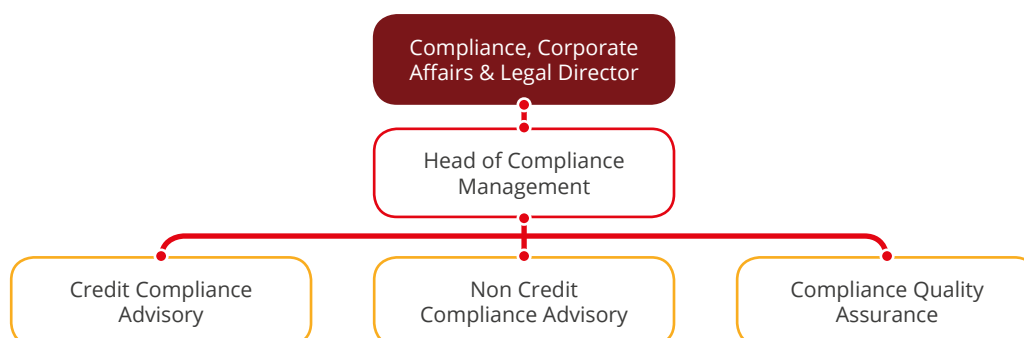 Compliance, Corporate
Affairs & Legal Director
Head of Compliance
Management
Credit Compliance
Advisory
Non Credit
Compliance Advisory
Compliance Quality
Assurance